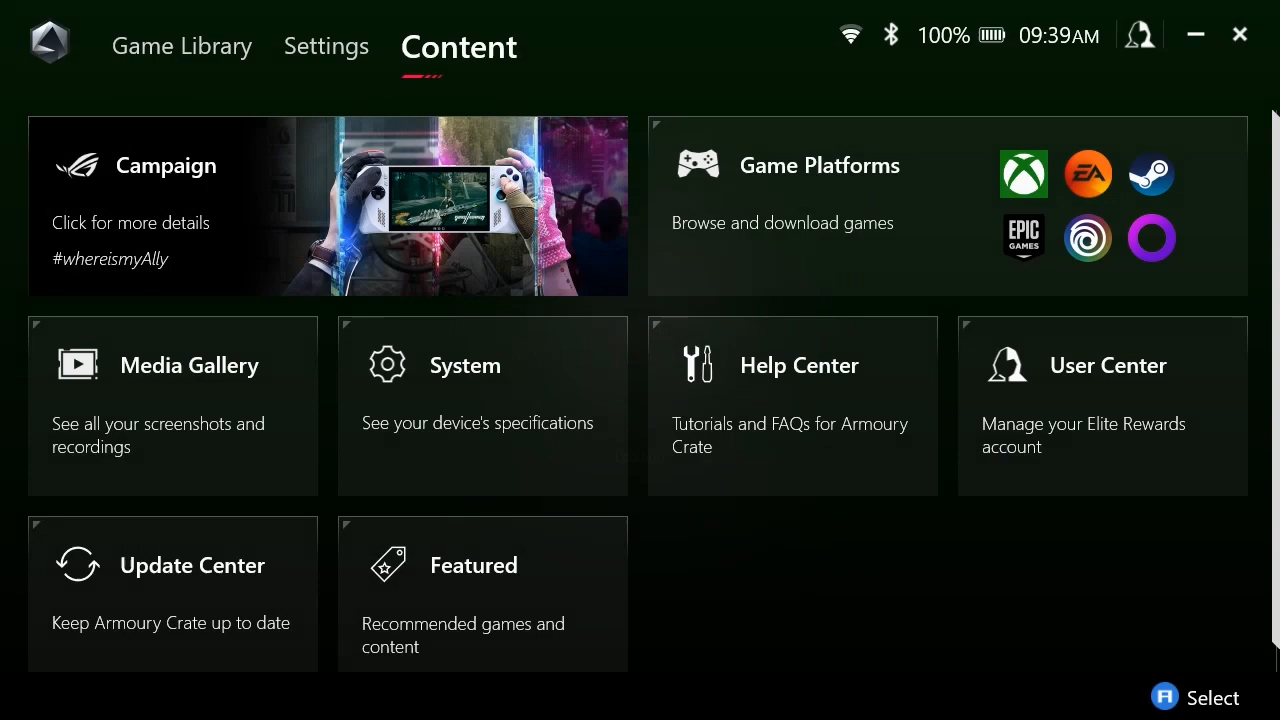 Game Library Settings Content
100% 09:39AM
Campaign
Click for more details
#whereismyAlly
Game Platforms
Browse and download games
EA
EPIC
GAMES
Media Gallery
See all your screenshots and
recordings
System
See your device's specifications
Help Center
Tutorials and FAQs for Armoury
Crate
User Center
Manage your Elite Rewards
account
Update Center
Keep Armoury Crate up to date
Featured
Recommended games and
content
Select